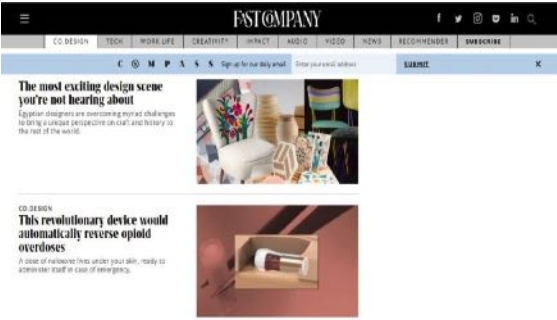 FAST COMPANY
CO.DESIGN TECH WORK LIFE CREATIVITY IMPACT AUDIO VIDEO NEWS RECOMMENDER SUBSCRIBE
COMPASS Sign up for our daily email Enter your email address SUBMIT X
The most exciting design scene
you're not hearing about
Egyptian designers are overcoming myriad challenges
to bring a unique perspective on craft and history to
the rest of the world.
CO.DESIGN
This revolutionary device would
automatically reverse opioid
overdoses
A dose of naloxone lives under your skin, ready to
administer itself in case of emergency.